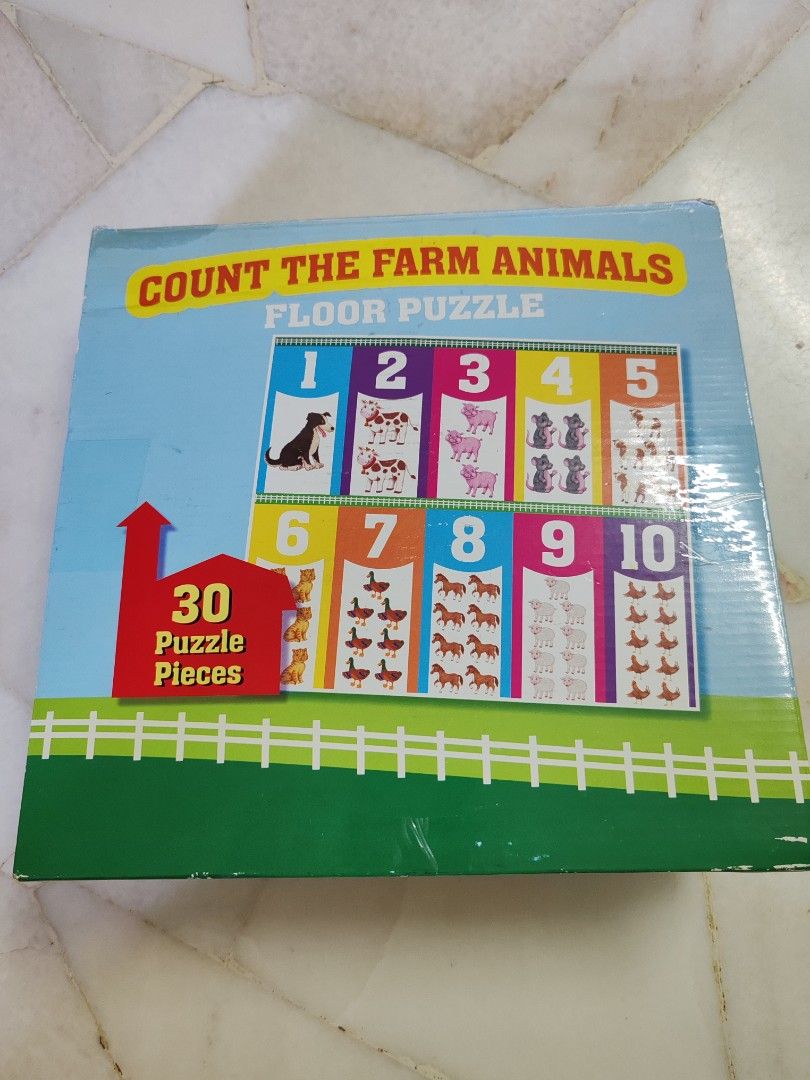 COUNT THE FARM ANIMALS
FLOOR PUZZLE
1 2 3 4 5
6 7 8 9 10
30
Puzzle
Pieces